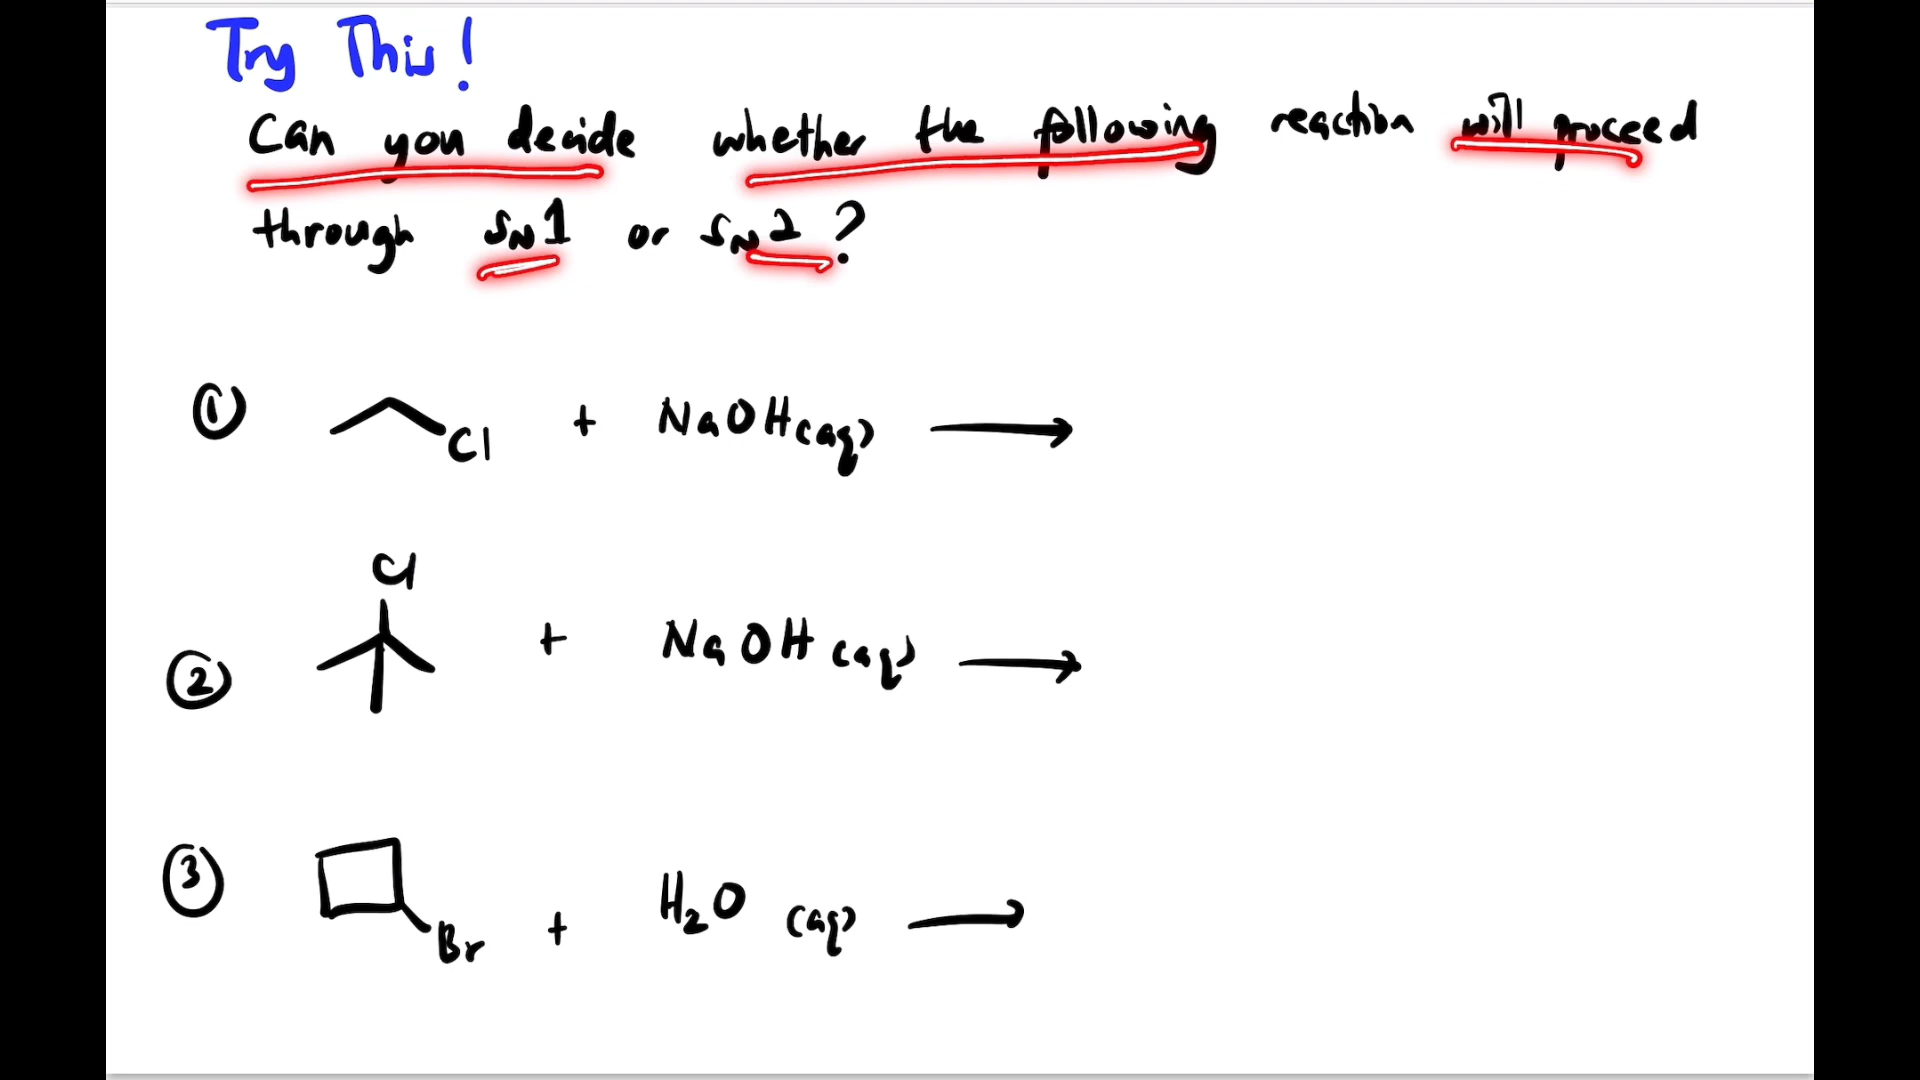 Try This!
Can you decide whether the following reaction will proceed
through SN1 or SN2?
① Cl + NaOH(aq) →
Cl
② + NaOH (aq) →
③ Br + H2O (aq) →